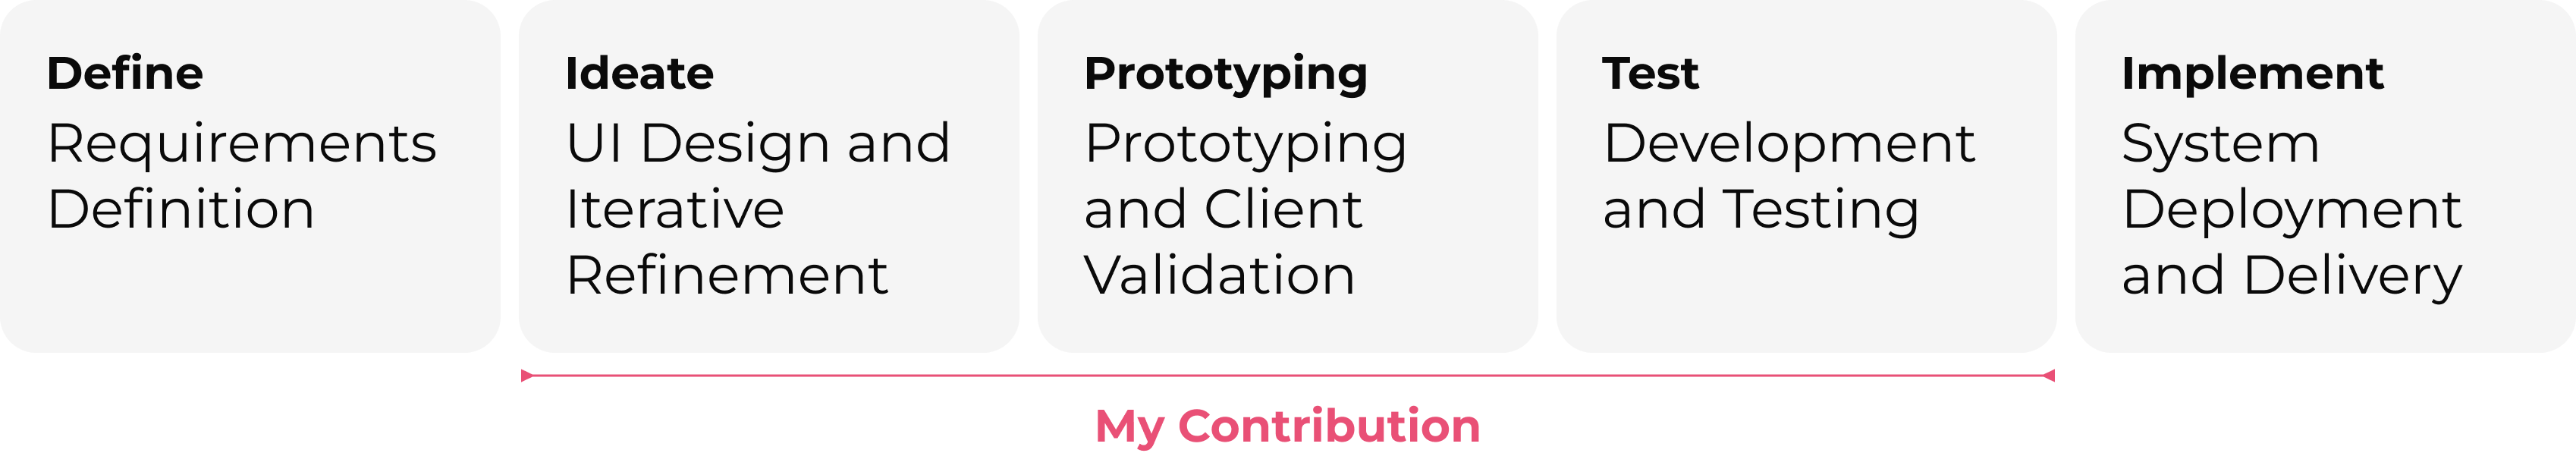 Define
Requirements
Definition
Ideate
UI Design and
Iterative
Refinement
Prototyping
Prototyping
and Client
Validation
Test
Development
and Testing
Implement
System
Deployment
and Delivery
My Contribution